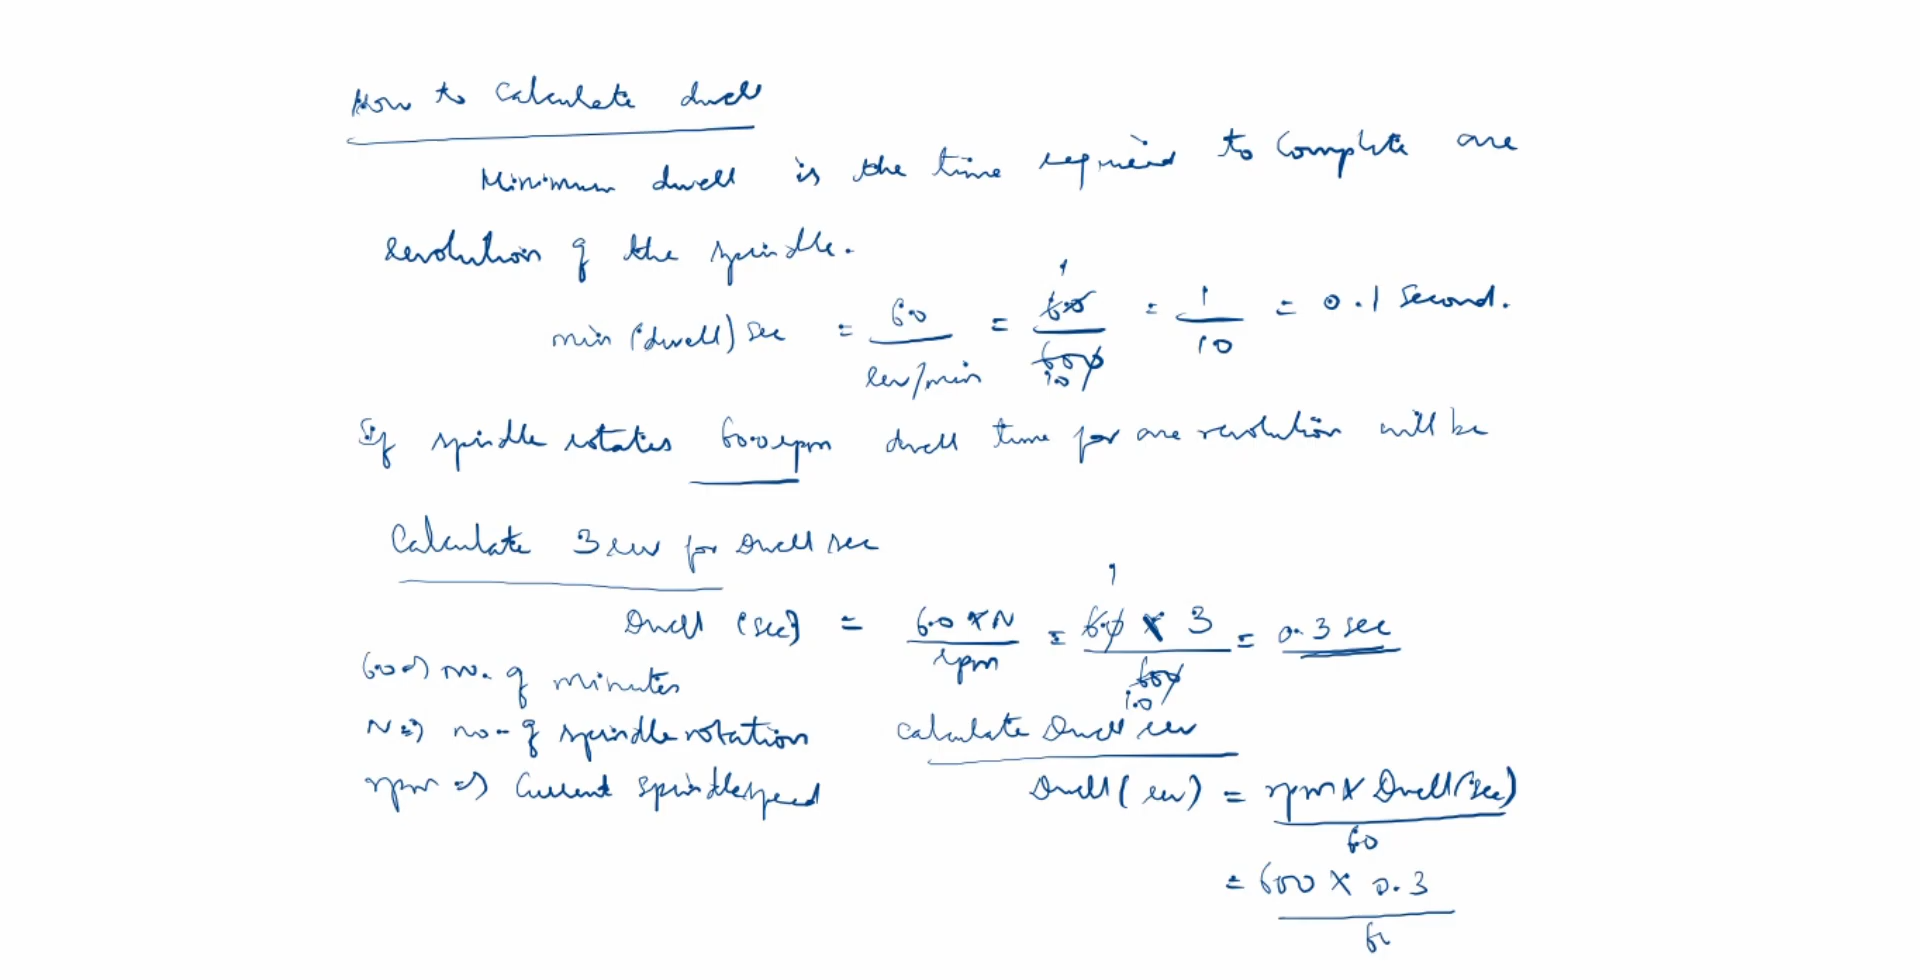 How to Calculate dwell
Minimum dwell is the time required to Complete one
revolution of the spindle.
min (dwell) sec = 60 / rev/min = 60 / 600 = 1 / 10 = 0.1 Second.
If spindle rotates 600 rpm dwell time for one revolution will be
Calculate 3 rev for Dwell sec
Dwell (sec) = 60 x N / rpm = 60 x 3 / 600 = 0.3 sec
60 => no. of minutes
N => no. of spindle rotation
rpm => Current spindle speed
Calculate Dwell rev
Dwell (rev) = rpm x Dwell (sec) / 60
= 600 x 0.3 / 6